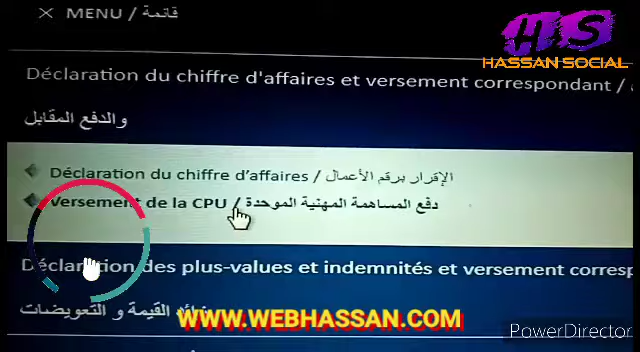 × MENU / قائمة
HS
HASSAN SOCIAL
Déclaration du chiffre d'affaires et versement correspondant /
والدفع المقابل
Déclaration du chiffre d'affaires / الإقرار برقم الأعمال
Versement de la CPU / دفع المساهمة المهنية الموحدة
Déclaration des plus-values et indemnités et versement corresp
القيمة و التعويضات
WWW.WEBHASSAN.COM
PowerDirector